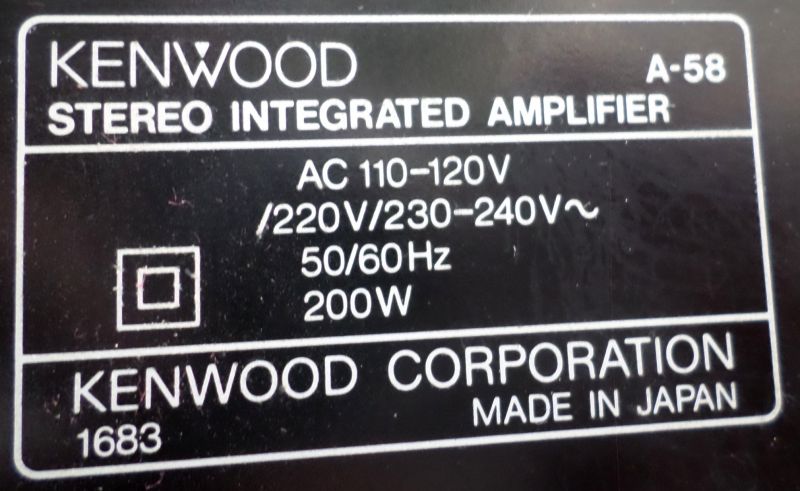 KENWOOD A-58
STEREO INTEGRATED AMPLIFIER
AC 110-120V
/220V/230-240V~
50/60Hz
200W
KENWOOD CORPORATION
1683 MADE IN JAPAN